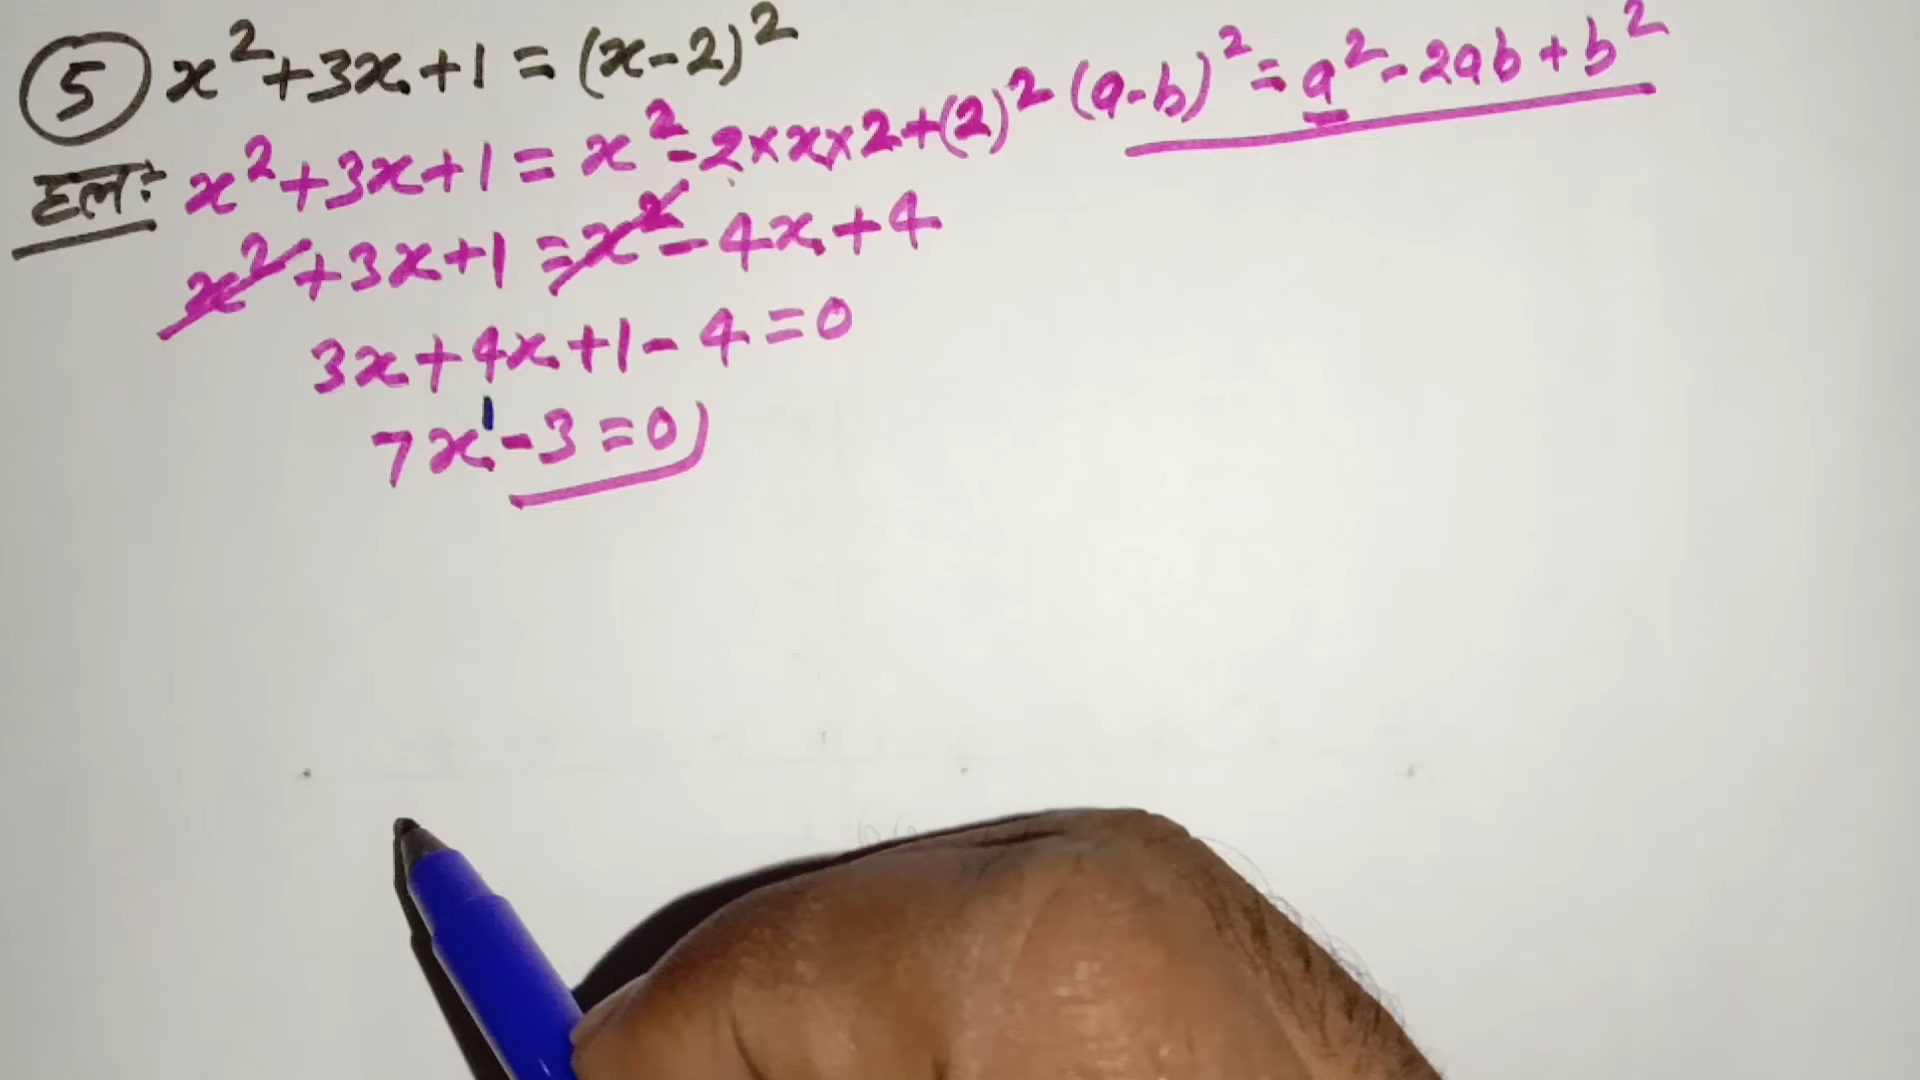 5 x²+3x+1=(x-2)²
(a-b)²=a²-2ab+b²
हलः x²+3x+1=x²-2×x×2+(2)²
x²+3x+1=x²-4x+4
3x+4x+1-4=0
7x¹-3=0